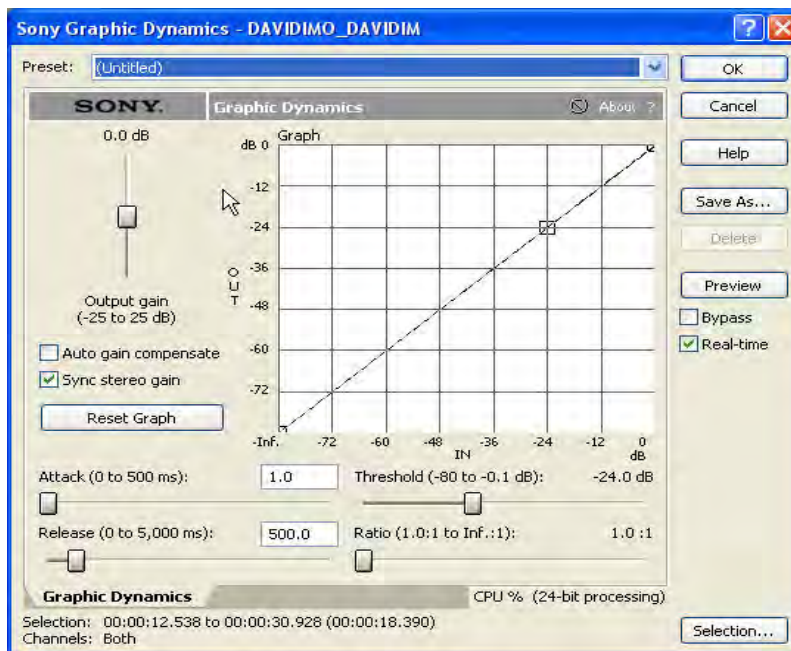 Sony Graphic Dynamics - DAVIDIMO_DAVIDIM
Preset: (Untitled)
OK
SONY. Graphic Dynamics About ?
Cancel
0.0 dB
Graph
dB 0
-12
-24
-36
-48
-60
-72
OUT
-Inf. -72 -60 -48 -36 -24 -12 0
IN dB
Help
Save As...
Delete
Preview
Bypass
Real-time
Output gain
(-25 to 25 dB)
Auto gain compensate
Sync stereo gain
Reset Graph
Attack (0 to 500 ms): 1.0 Threshold (-80 to -0.1 dB): -24.0 dB
Release (0 to 5,000 ms): 500.0 Ratio (1.0:1 to Inf.:1): 1.0 :1
Graphic Dynamics CPU % (24-bit processing)
Selection: 00:00:12.538 to 00:00:30.928 (00:00:18.390)
Channels: Both
Selection...